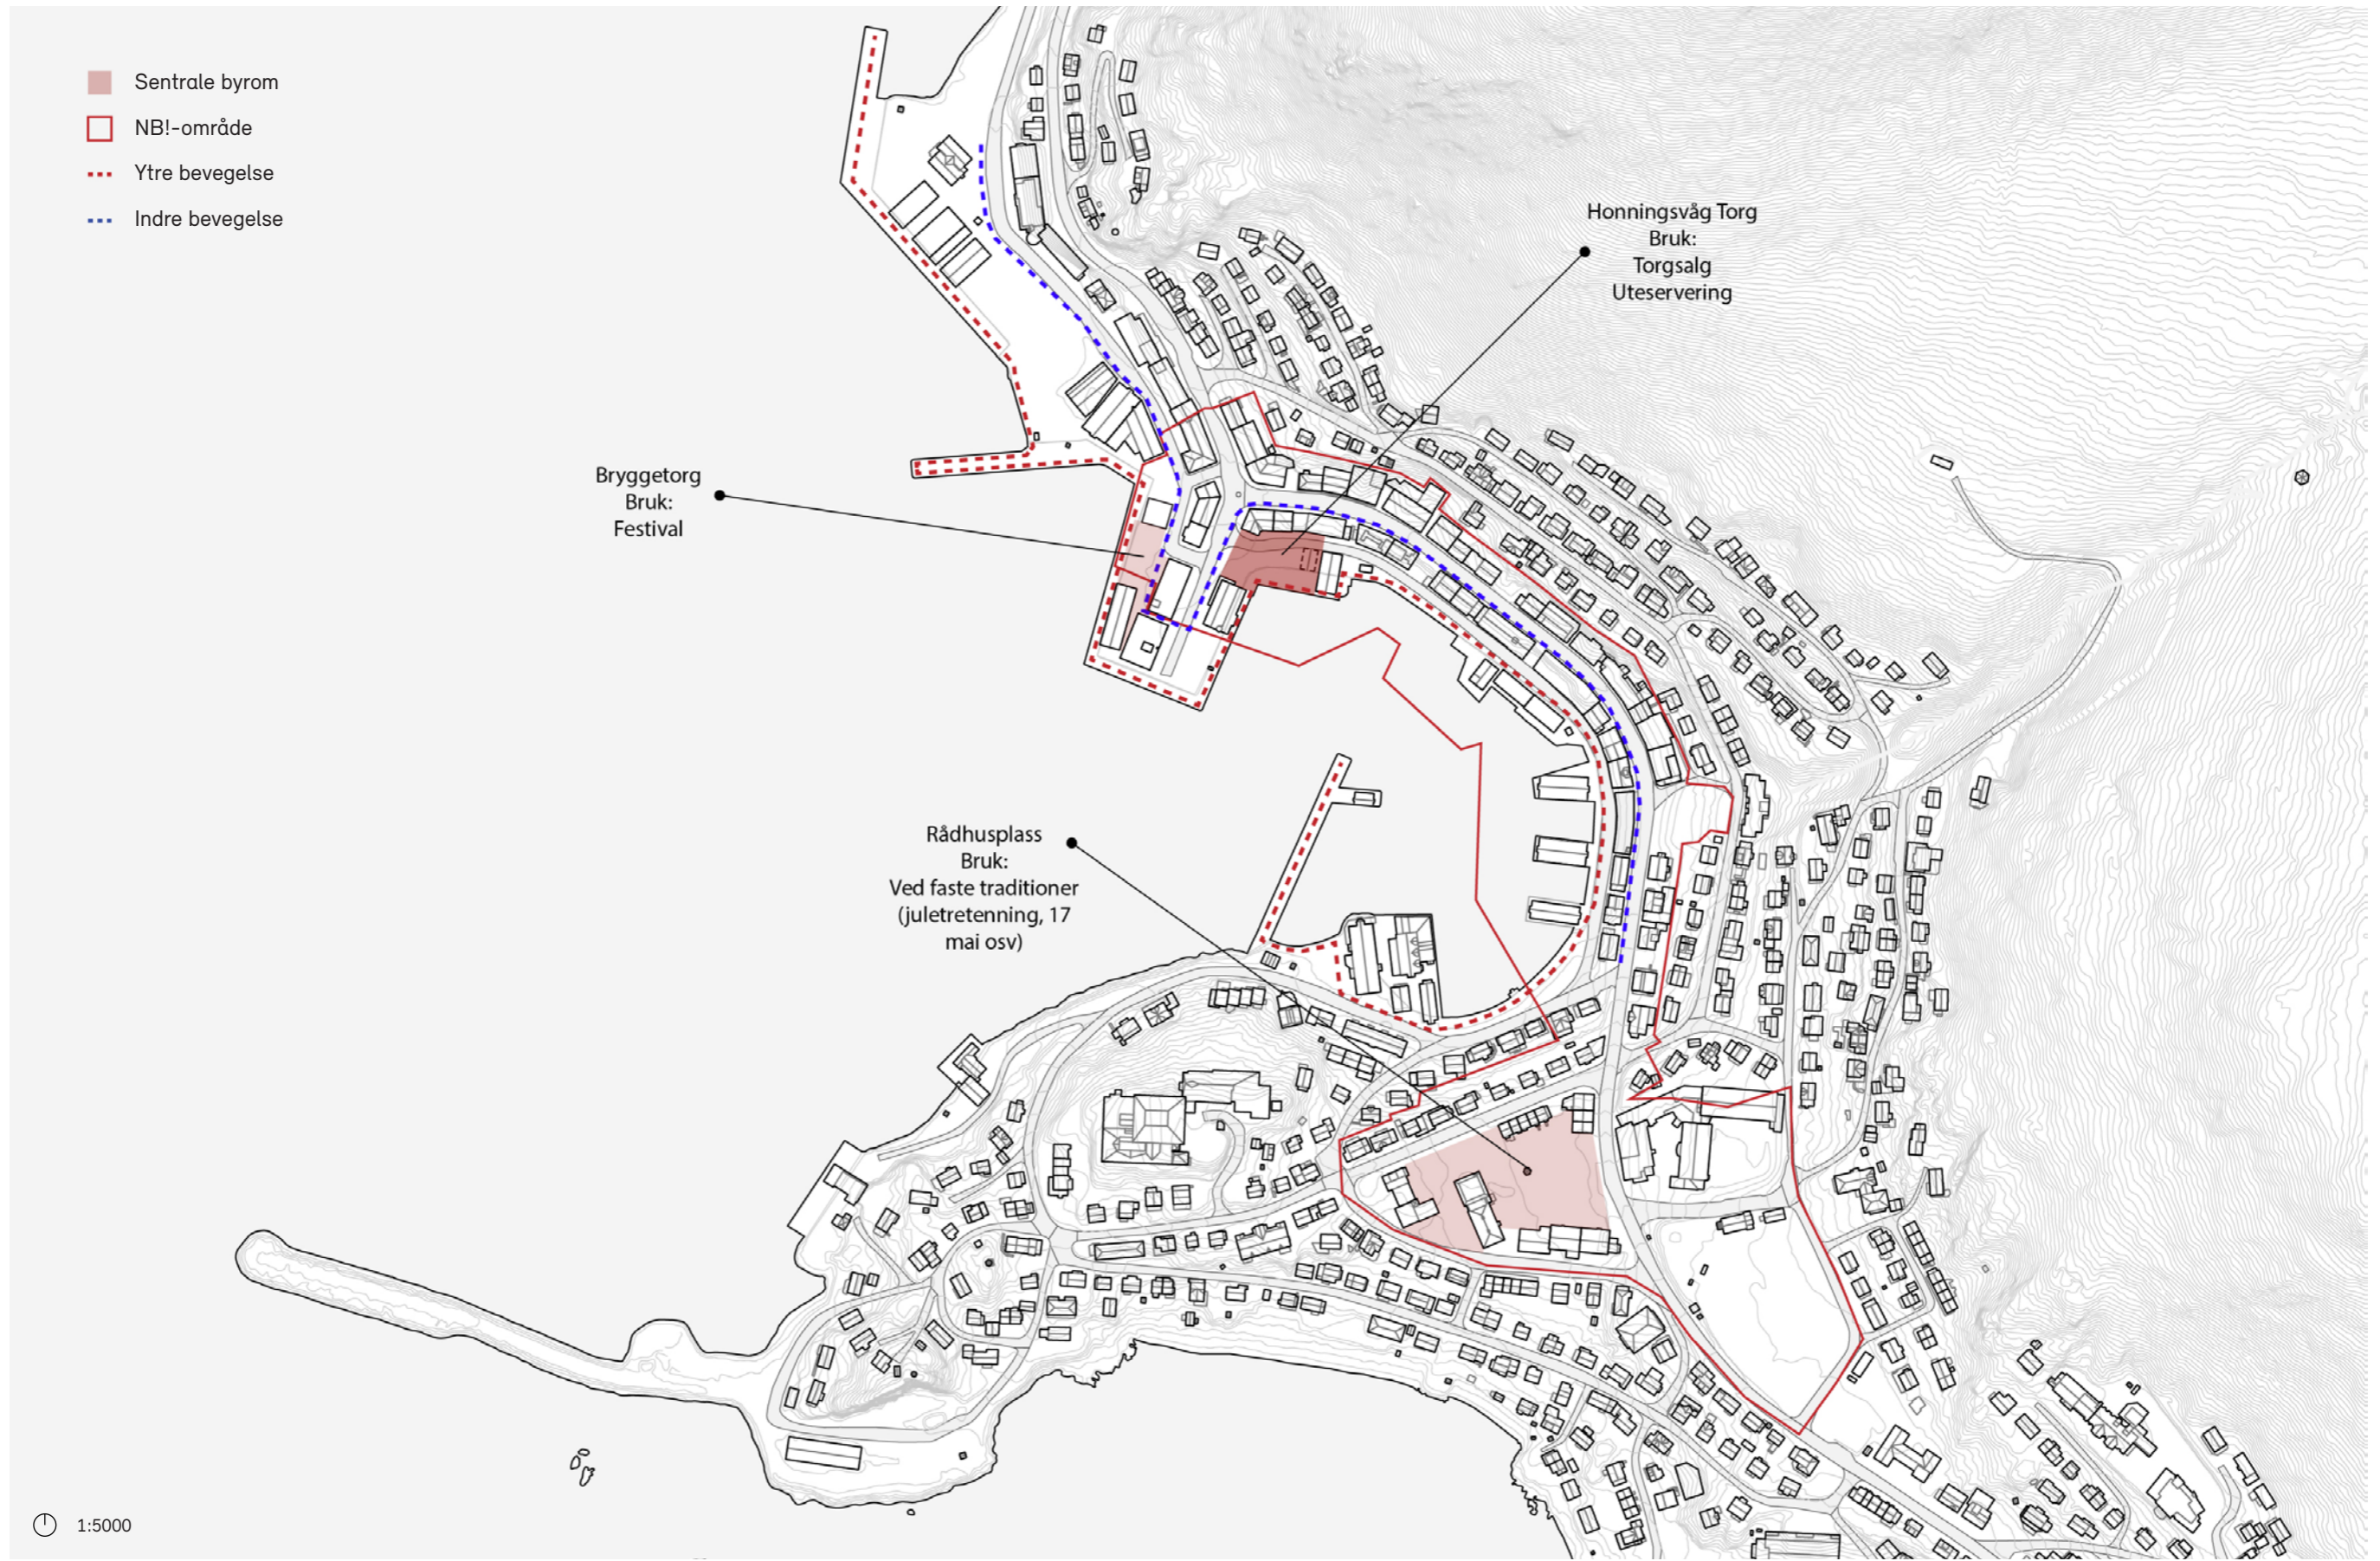 Sentrale byrom
NB!-område
Ytre bevegelse
Indre bevegelse
Honningsvåg Torg
Bruk:
Torgsalg
Uteservering
Bryggetorg
Bruk:
Festival
Rådhusplass
Bruk:
Ved faste traditioner
(juletretenning, 17
mai osv)
1:5000